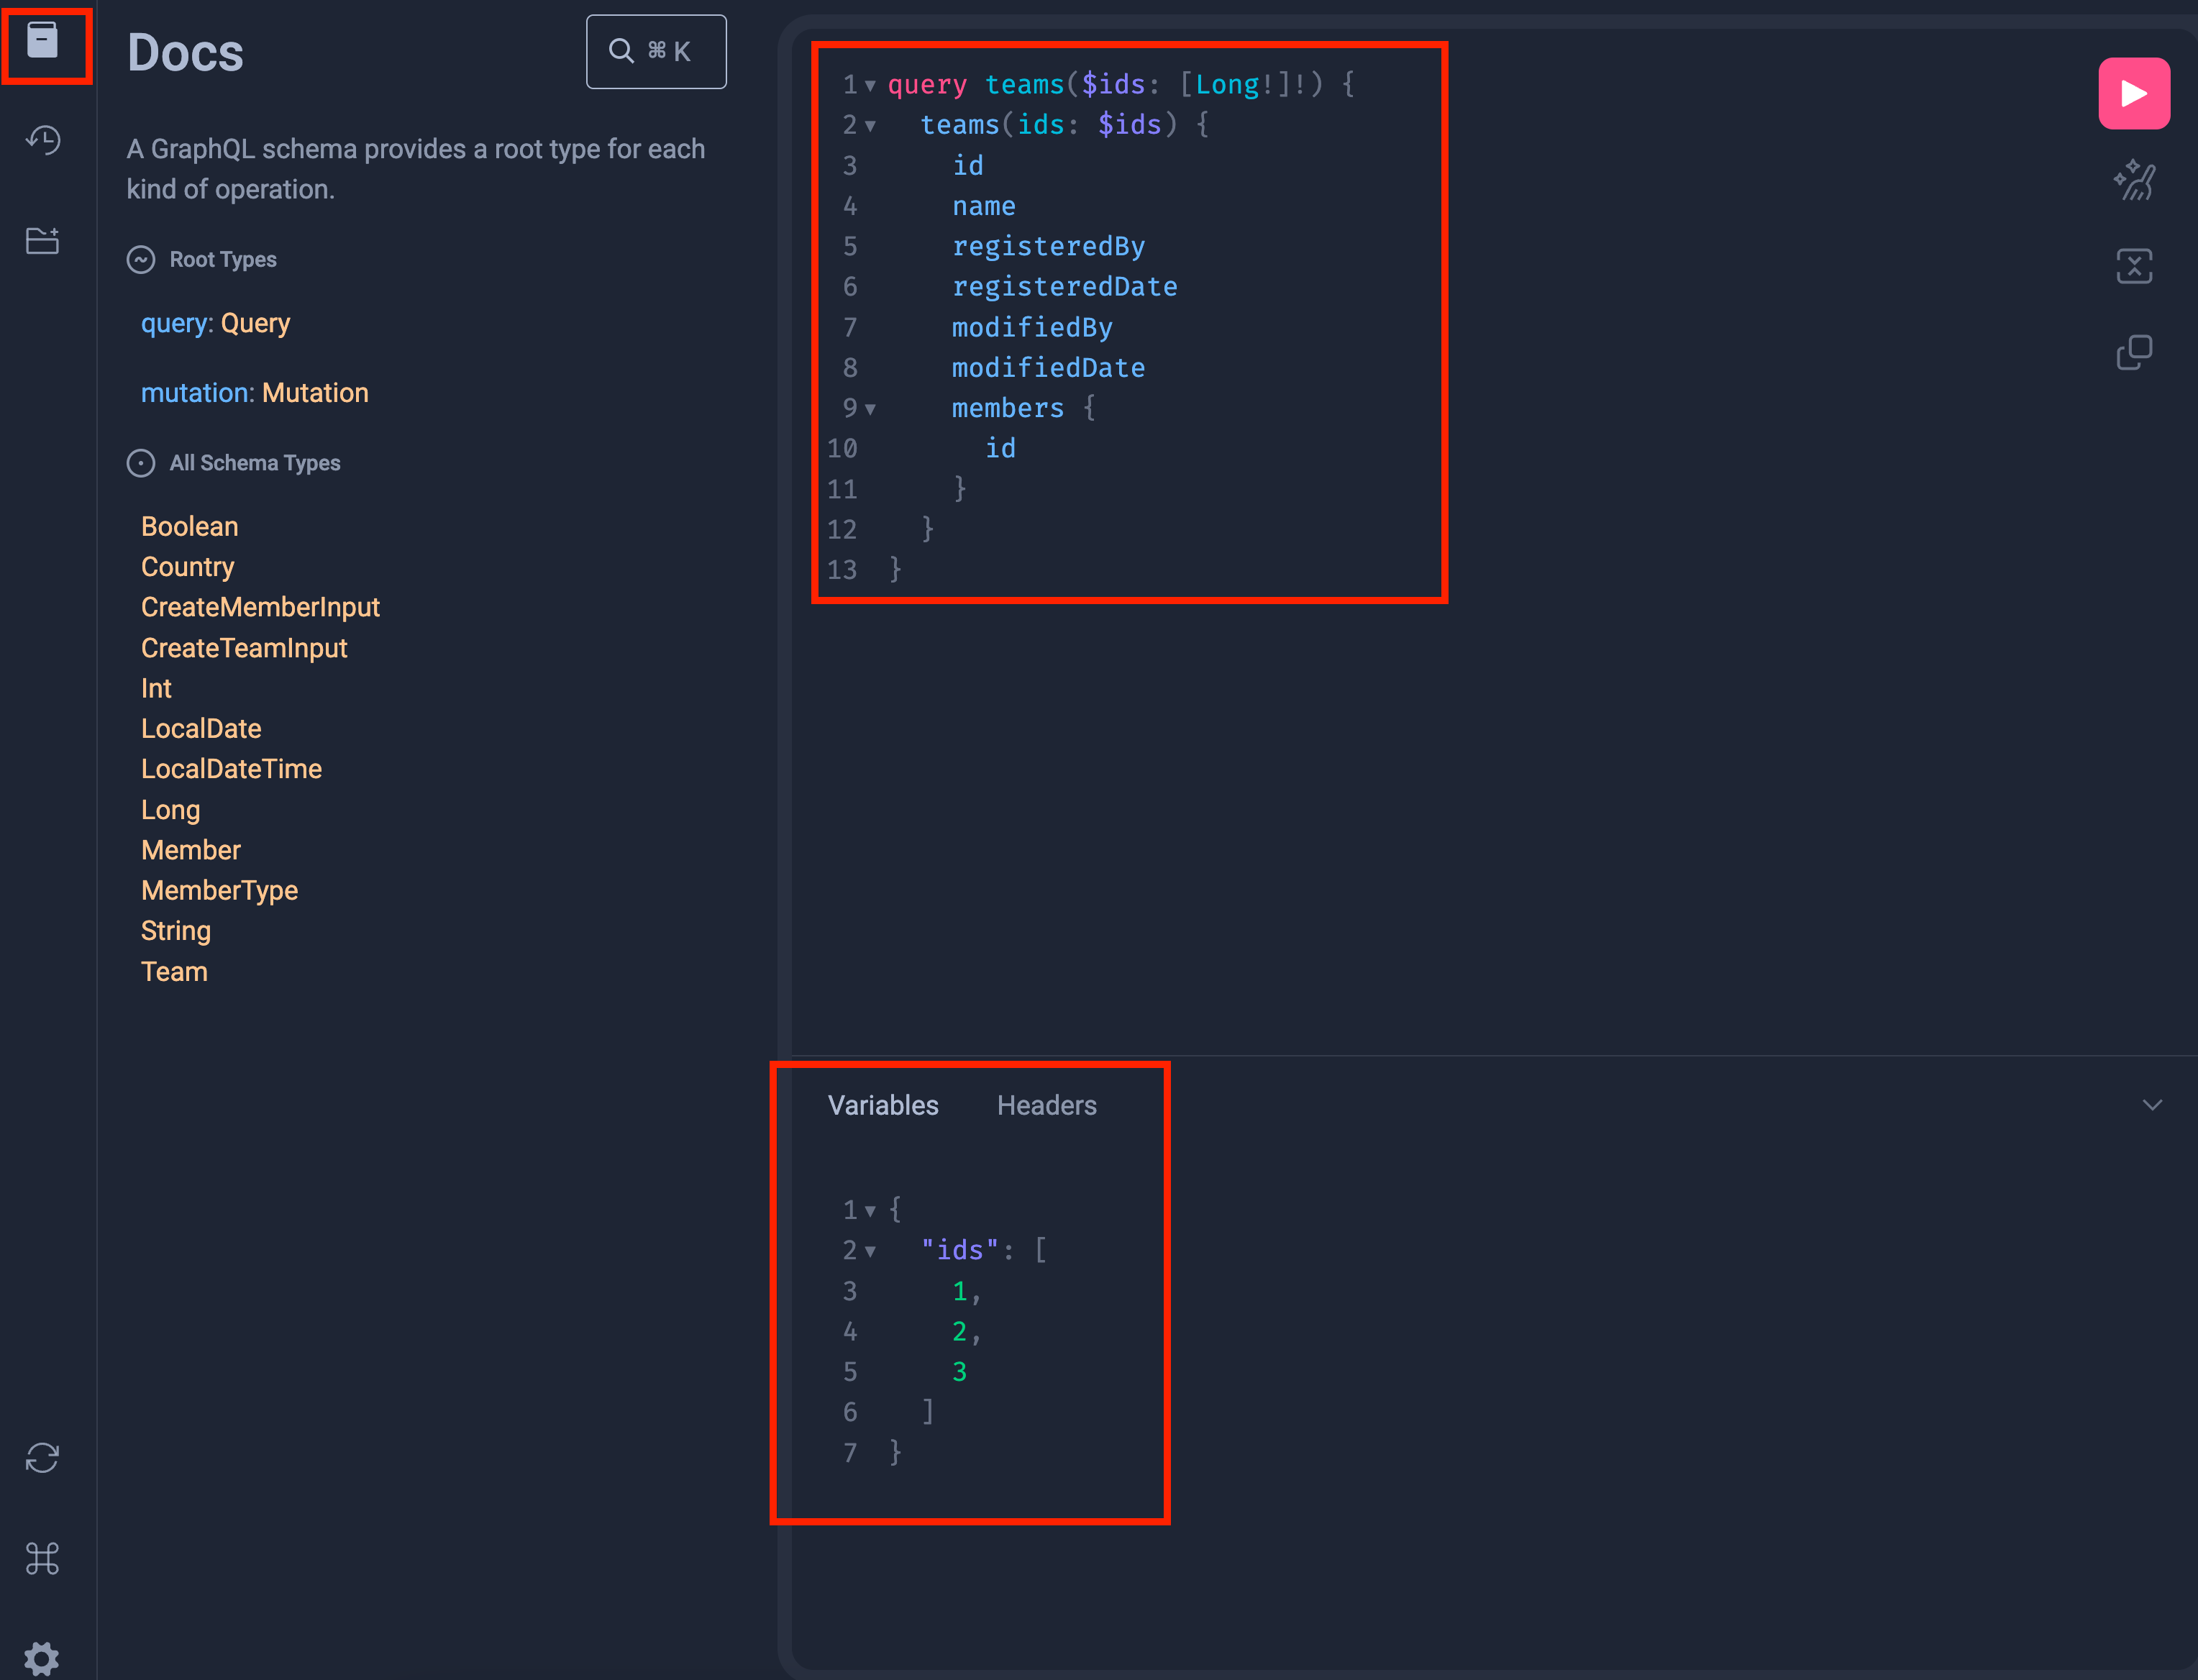 Docs
⌘ K
A GraphQL schema provides a root type for each
kind of operation.
Root Types
query: Query
mutation: Mutation
All Schema Types
Boolean
Country
CreateMemberInput
CreateTeamInput
Int
LocalDate
LocalDateTime
Long
Member
MemberType
String
Team
1 query teams($ids: [Long!]!) {
2   teams(ids: $ids) {
3     id
4     name
5     registeredBy
6     registeredDate
7     modifiedBy
8     modifiedDate
9     members {
10       id
11     }
12   }
13 }
Variables Headers
1 {
2   "ids": [
3     1,
4     2,
5     3
6   ]
7 }